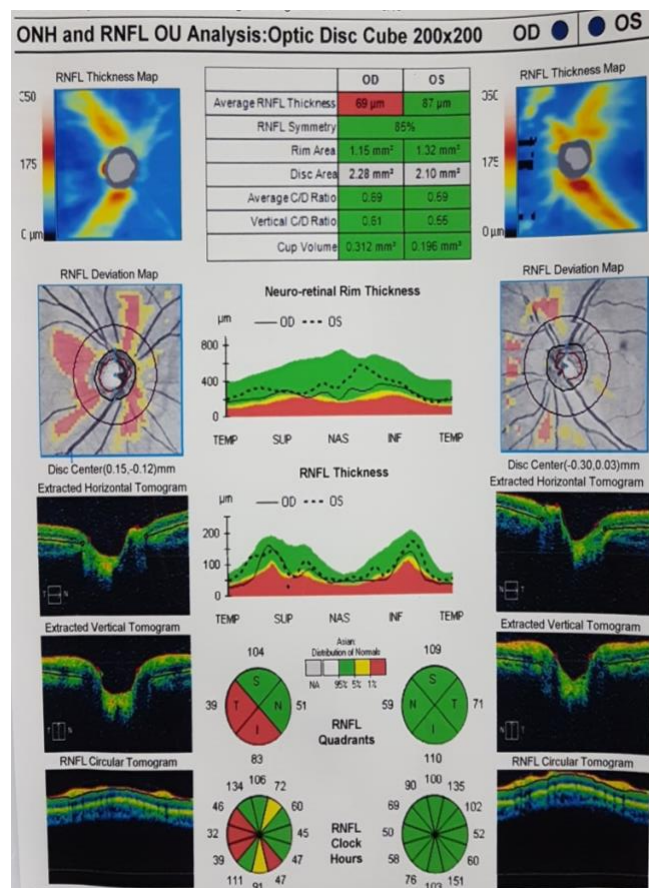 ONH and RNFL OU Analysis:Optic Disc Cube 200x200 OD OS
RNFL Thickness Map
RNFL Thickness Map
175
0 µm
175
0 µm
OD OS
Average RNFL Thickness 69 µm 87 µm
RNFL Symmetry 85%
Rim Area 1.15 mm² 1.32 mm²
Disc Area 2.28 mm² 2.10 mm²
Average C/D Ratio 0.69 0.59
Vertical C/D Ratio 0.61 0.55
Cup Volume 0.312 mm³ 0.196 mm³
RNFL Deviation Map
RNFL Deviation Map
Disc Center(0.15,-0.12)mm
Disc Center(-0.30,0.03)mm
Neuro-retinal Rim Thickness
µm OD OS
800
400
0
TEMP SUP NAS INF TEMP
Extracted Horizontal Tomogram
Extracted Horizontal Tomogram
T N
N T
RNFL Thickness
µm OD OS
200
100
0
TEMP SUP NAS INF TEMP
Extracted Vertical Tomogram
Extracted Vertical Tomogram
Asian
Distribution of Normals
NA 95% 5% 1%
104
39 S T N I 51
83
RNFL
Quadrants
109
59 S N T I 71
110
RNFL Circular Tomogram
RNFL Circular Tomogram
RNFL
Clock
Hours
134 106 72
46 60
32 45
39 47
111 91 47
90 100 135
69 102
50 52
58 60
76 103 151